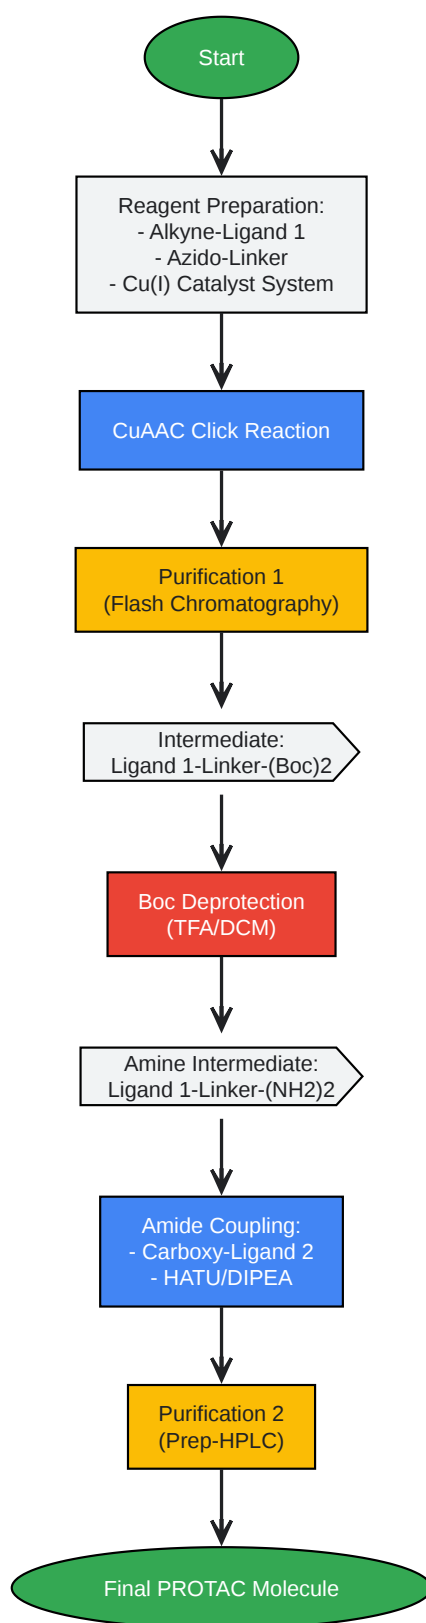 Start
Reagent Preparation:
- Alkyne-Ligand 1
- Azido-Linker
- Cu(I) Catalyst System
CuAAC Click Reaction
Purification 1
(Flash Chromatography)
Intermediate:
Ligand 1-Linker-(Boc)2
Boc Deprotection
(TFA/DCM)
Amine Intermediate:
Ligand 1-Linker-(NH2)2
Amide Coupling:
- Carboxy-Ligand 2
- HATU/DIPEA
Purification 2
(Prep-HPLC)
Final PROTAC Molecule